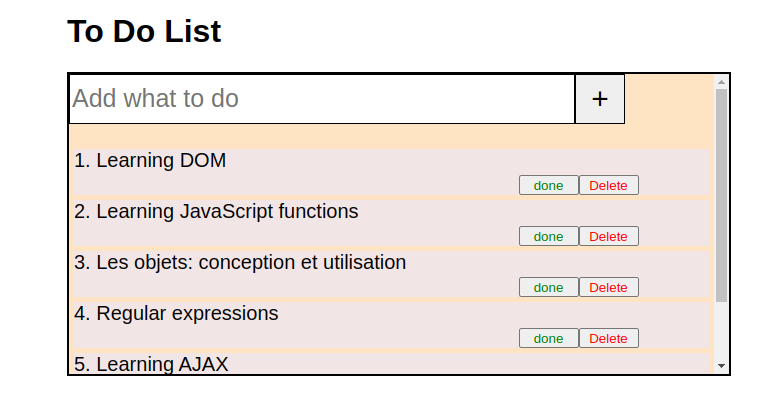 To Do List
Add what to do +
1. Learning DOM
done Delete
2. Learning JavaScript functions
done Delete
3. Les objets: conception et utilisation
done Delete
4. Regular expressions
done Delete
5. Learning AJAX